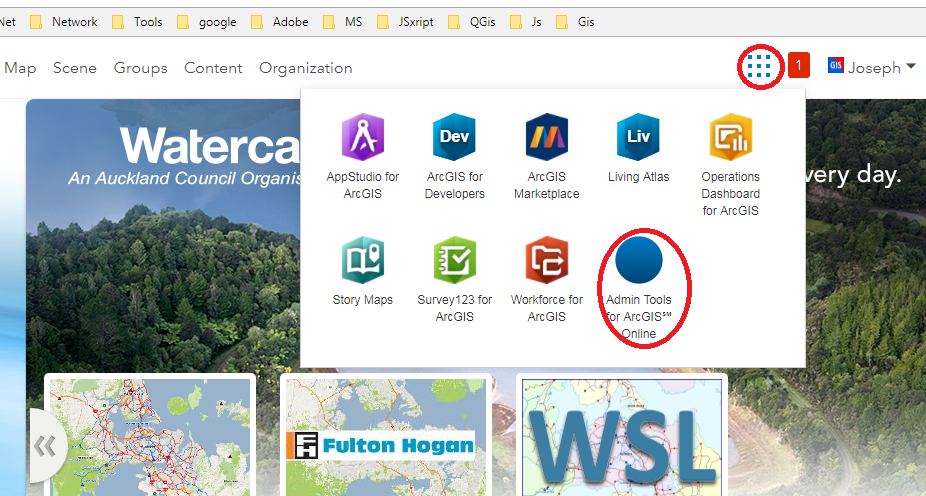 Net Network Tools google Adobe MS JSxript QGis Js Gis
Map Scene Groups Content Organization 1 GIS Joseph
Waterca
An Auckland Council Organis
very day.
AppStudio for
ArcGIS
Dev
ArcGIS for
Developers
ArcGIS
Marketplace
Liv
Living Atlas
Operations
Dashboard
for ArcGIS
Story Maps
Survey123 for
ArcGIS
Workforce for
ArcGIS
Admin Tools
for ArcGIS℠
Online
Fulton Hogan
WSL